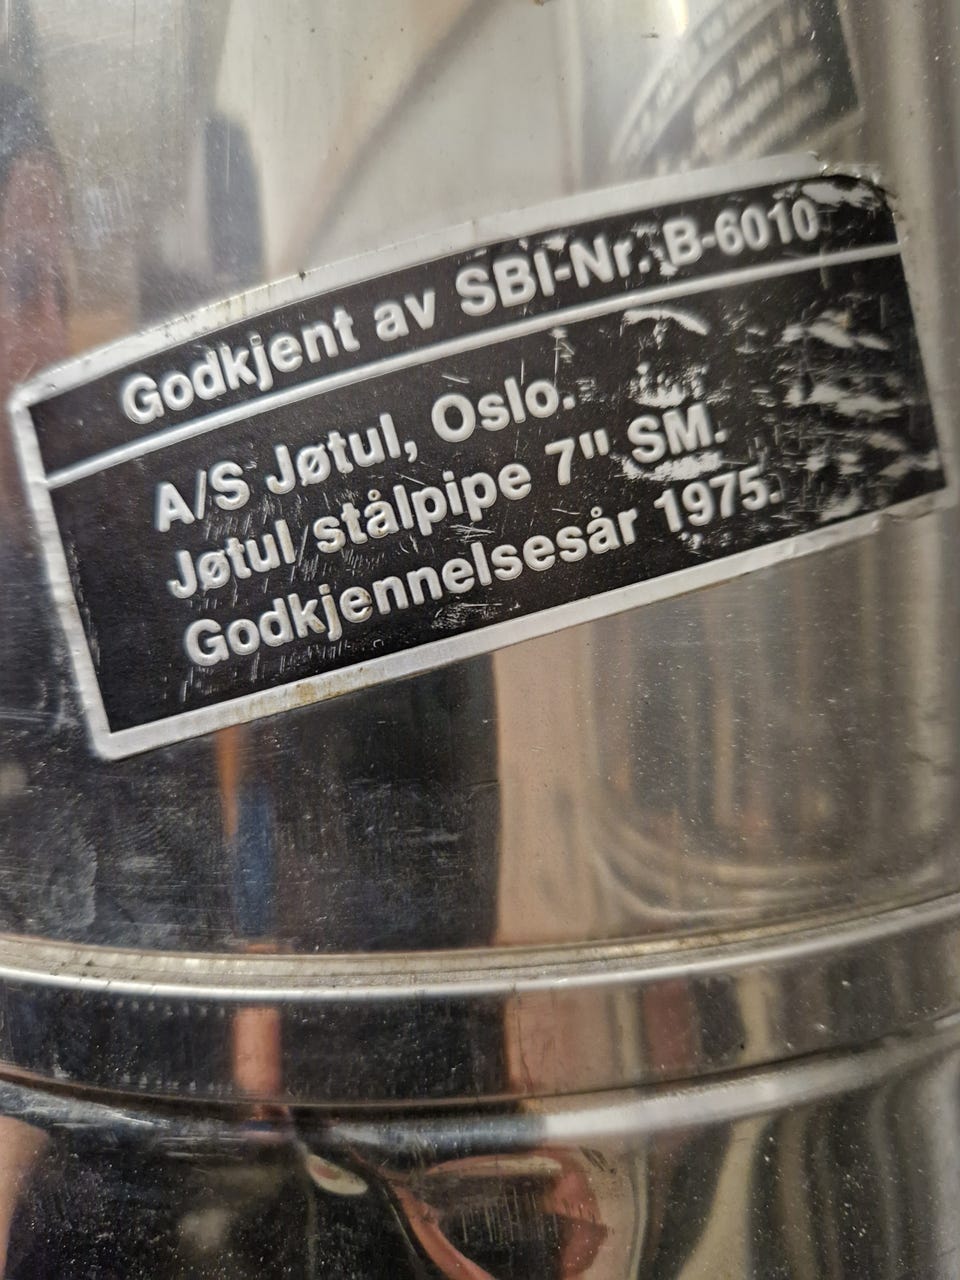 Godkjent av SBI-Nr. B-6010
A/S Jøtul, Oslo.
Jøtul stålpipe 7" SM.
Godkjennelsesår 1975.